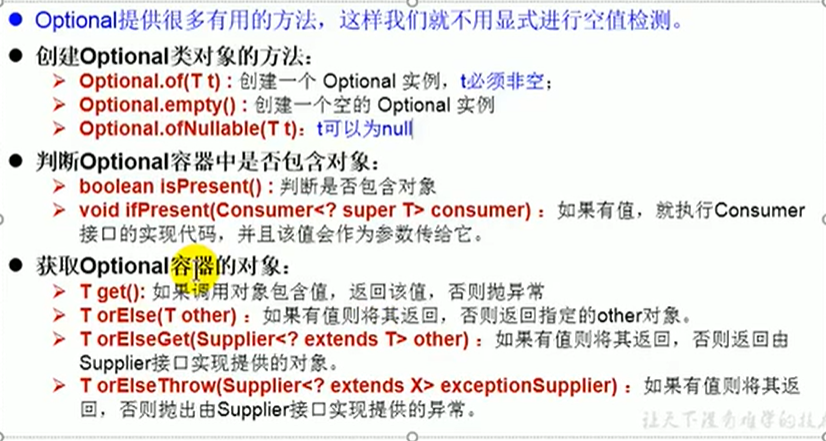 ● Optional提供很多有用的方法，这样我们就不用显式进行空值检测。
● 创建Optional类对象的方法：
➢ Optional.of(T t) : 创建一个 Optional 实例，t必须非空；
➢ Optional.empty() : 创建一个空的 Optional 实例
➢ Optional.ofNullable(T t)：t可以为null
● 判断Optional容器中是否包含对象：
➢ boolean isPresent() : 判断是否包含对象
➢ void ifPresent(Consumer<? super T> consumer) ：如果有值，就执行Consumer
接口的实现代码，并且该值会作为参数传给它。
● 获取Optional容器的对象：
➢ T get(): 如果调用对象包含值，返回该值，否则抛异常
➢ T orElse(T other) ：如果有值则将其返回，否则返回指定的other对象。
➢ T orElseGet(Supplier<? extends T> other) ：如果有值则将其返回，否则返回由
Supplier接口实现提供的对象。
➢ T orElseThrow(Supplier<? extends X> exceptionSupplier) ：如果有值则将其返
回，否则抛出由Supplier接口实现提供的异常。
让天下没有难学的技